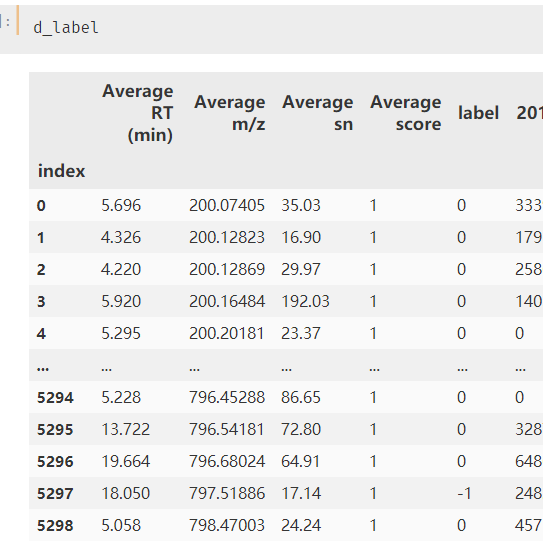 ]: d_label
index Average RT (min) Average m/z Average sn Average score label 201
0 5.696 200.07405 35.03 1 0 333
1 4.326 200.12823 16.90 1 0 179
2 4.220 200.12869 29.97 1 0 258
3 5.920 200.16484 192.03 1 0 140
4 5.295 200.20181 23.37 1 0 0
... ... ... ... ... ... ...
5294 5.228 796.45288 86.65 1 0 0
5295 13.722 796.54181 72.80 1 0 328
5296 19.664 796.68024 64.91 1 0 648
5297 18.050 797.51886 17.14 1 -1 248
5298 5.058 798.47003 24.24 1 0 457